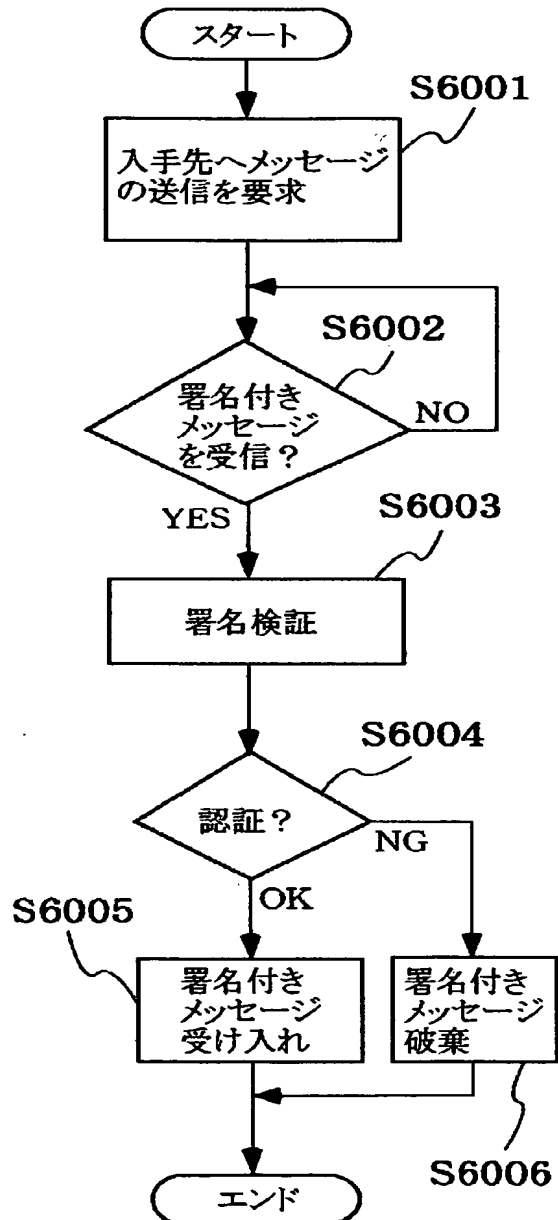 スタート
S6001
入手先へメッセージ
の送信を要求
S6002
署名付き
メッセージ
を受信？
NO
YES
S6003
署名検証
S6004
認証？
NG
OK
S6005
署名付き
メッセージ
受け入れ
署名付き
メッセージ
破棄
S6006
エンド